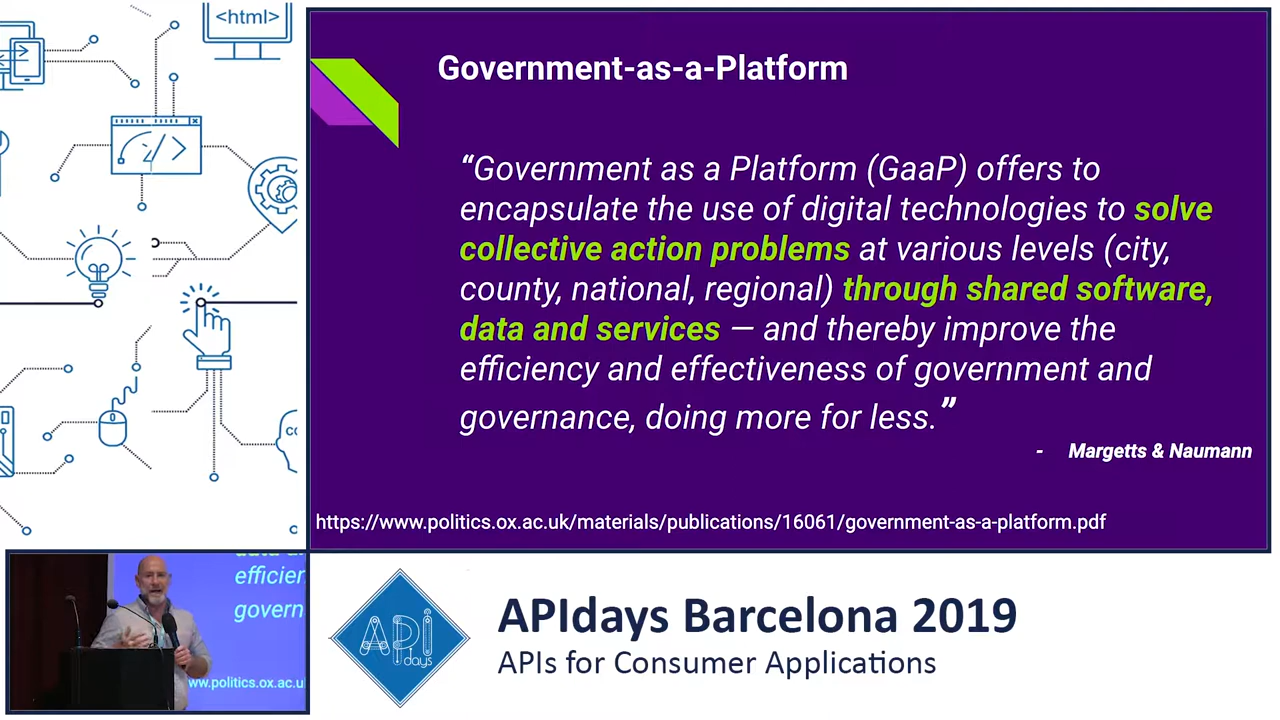 <html>
</>
Government-as-a-Platform
“Government as a Platform (GaaP) offers to
encapsulate the use of digital technologies to solve
collective action problems at various levels (city,
county, national, regional) through shared software,
data and services — and thereby improve the
efficiency and effectiveness of government and
governance, doing more for less.”
- Margetts & Naumann
https://www.politics.ox.ac.uk/materials/publications/16061/government-as-a-platform.pdf
efficien
govern
www.politics.ox.ac.u
API
days
APIdays Barcelona 2019
APIs for Consumer Applications